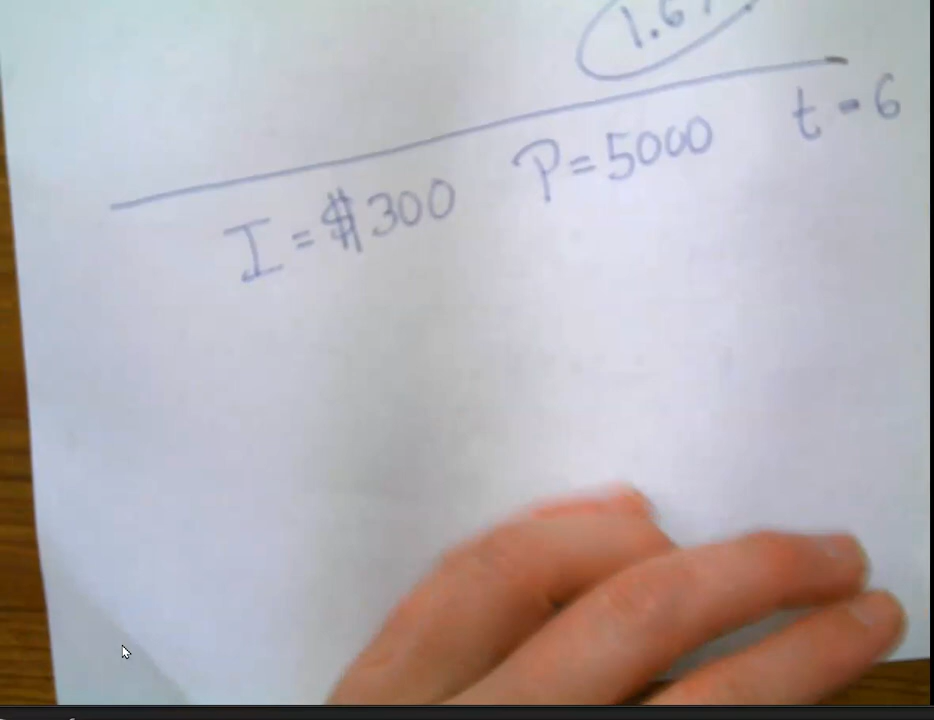 I = $300 P = 5000 t = 6